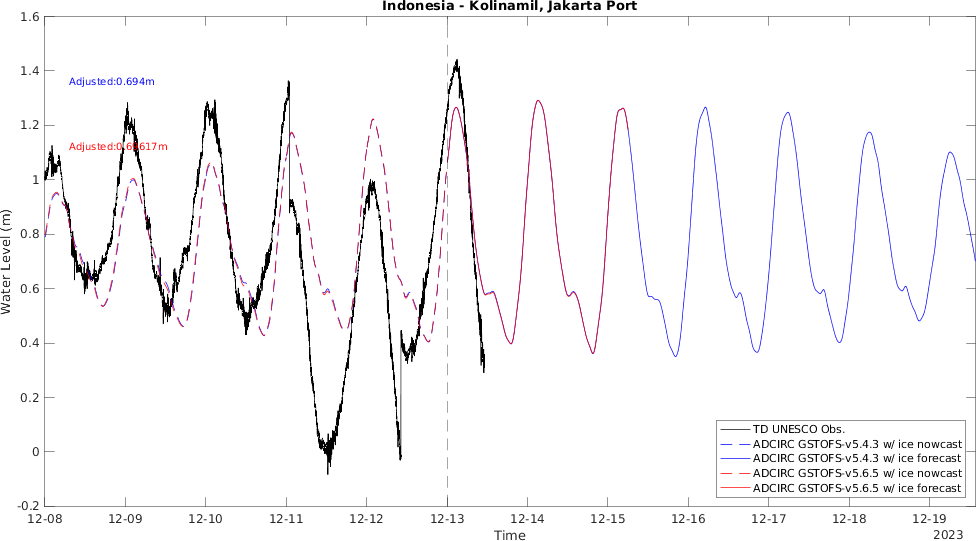 Indonesia - Kolinamil, Jakarta Port
Water Level (m)
1.6
1.4
1.2
1
0.8
0.6
0.4
0.2
0
-0.2
Adjusted:0.694m
TD UNESCO Obs.
ADCIRC GSTOFS-v5.4.3 w/ ice nowcast
ADCIRC GSTOFS-v5.4.3 w/ ice forecast
ADCIRC GSTOFS-v5.6.5 w/ ice nowcast
ADCIRC GSTOFS-v5.6.5 w/ ice forecast
12-08 12-09 12-10 12-11 12-12 12-13 12-14 12-15 12-16 12-17 12-18 12-19
Time
2023